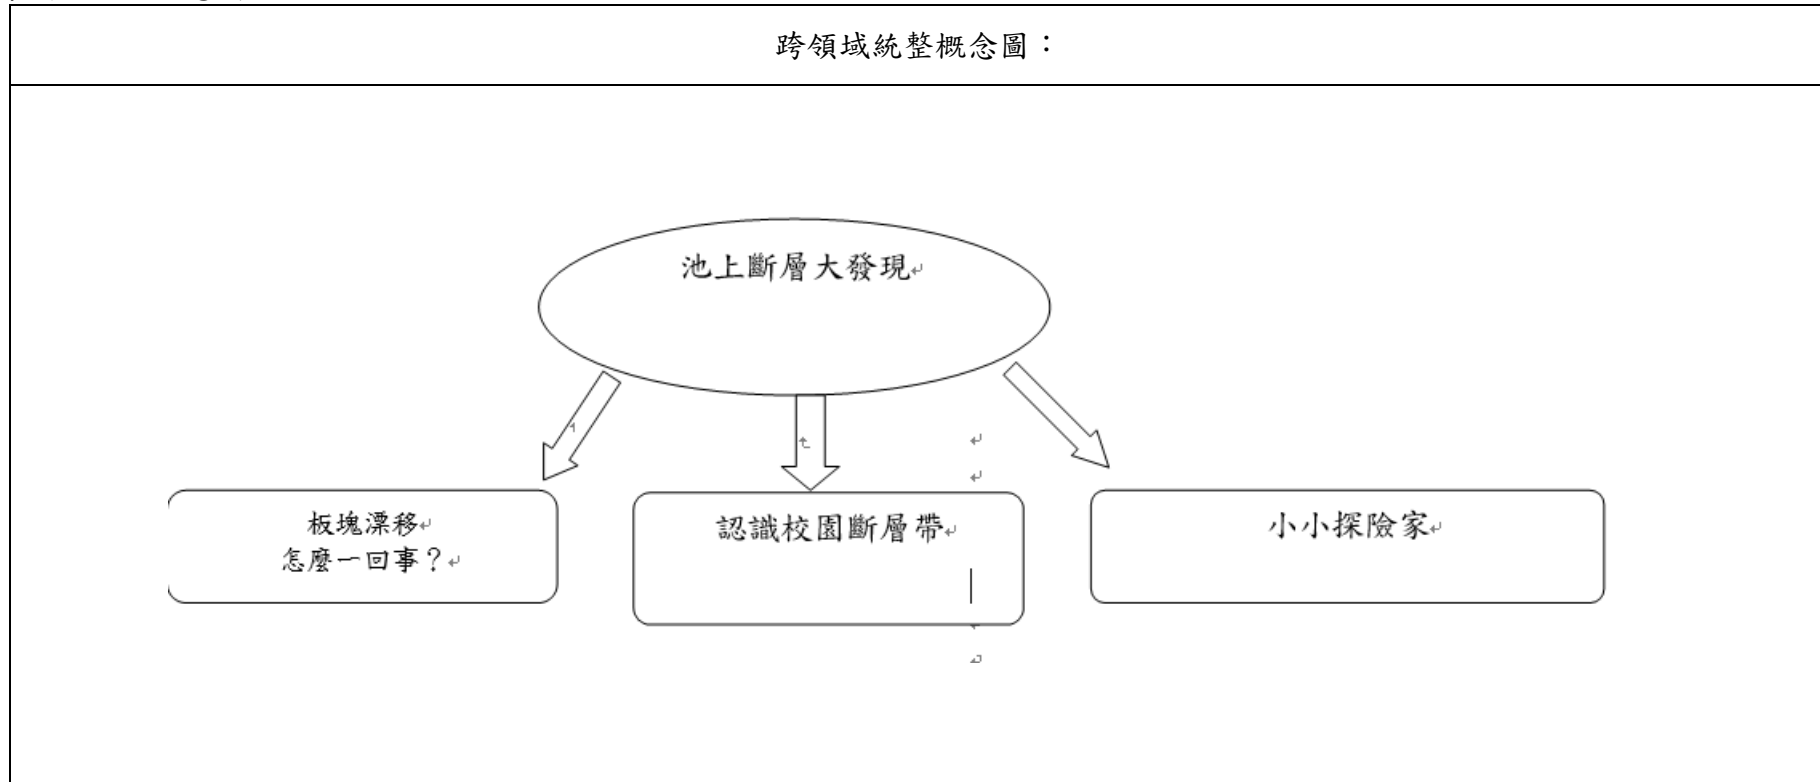 跨領域統整概念圖：
池上斷層大發現
板塊漂移
怎麼一回事？
認識校園斷層帶
小小探險家